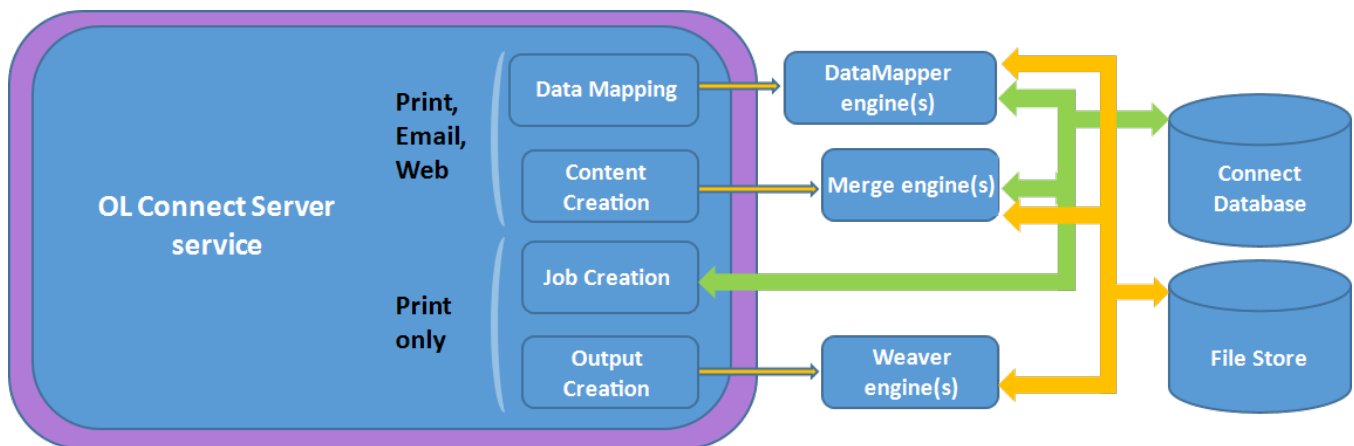 OL Connect Server
service
Print,
Email,
Web
Data Mapping
Content
Creation
Print
only
Job Creation
Output
Creation
DataMapper
engine(s)
Merge engine(s)
Weaver
engine(s)
Connect
Database
File Store